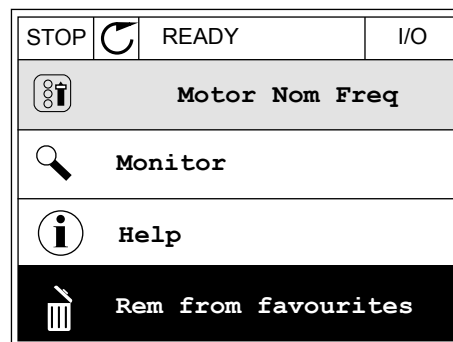 STOP READY I/O
Motor Nom Freq
Monitor
Help
Rem from favourites